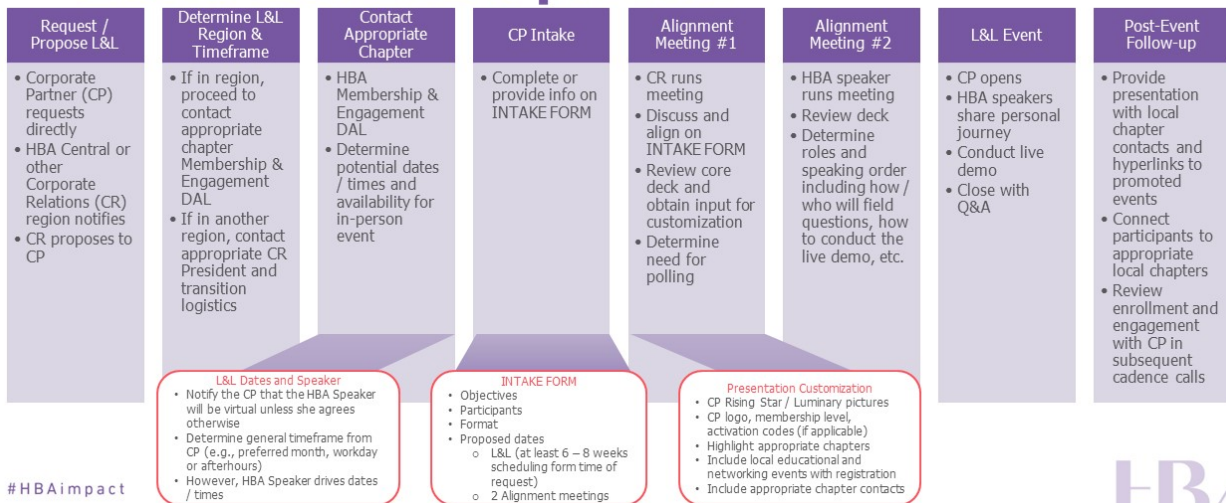 Request /
Propose L&L
• Corporate
Partner (CP)
requests
directly
• HBA Central or
other
Corporate
Relations (CR)
region notifies
• CR proposes to
CP
Determine L&L
Region &
Timeframe
• If in region,
proceed to
contact
appropriate
chapter
Membership &
Engagement
DAL
• If in another
region, contact
appropriate CR
President and
transition
logistics
Contact
Appropriate
Chapter
• HBA
Membership &
Engagement
DAL
• Determine
potential dates
/ times and
availability for
in-person
event
CP Intake
• Complete or
provide info on
INTAKE FORM
Alignment
Meeting #1
• CR runs
meeting
• Discuss and
align on
INTAKE FORM
• Review core
deck and
obtain input for
customization
• Determine
need for
polling
Alignment
Meeting #2
• HBA speaker
runs meeting
• Review deck
• Determine
roles and
speaking order
including how /
who will field
questions, how
to conduct the
live demo, etc.
L&L Event
• CP opens
• HBA speakers
share personal
journey
• Conduct live
demo
• Close with
Q&A
Post-Event
Follow-up
• Provide
presentation
with local
chapter
contacts and
hyperlinks to
promoted
events
• Connect
participants to
appropriate
local chapters
• Review
enrollment and
engagement
with CP in
subsequent
cadence calls
L&L Dates and Speaker
• Notify the CP that the HBA Speaker
will be virtual unless she agrees
otherwise
• Determine general timeframe from
CP (e.g., preferred month, workday
or afterhours)
• However, HBA Speaker drives dates
/ times
INTAKE FORM
• Objectives
• Participants
• Format
• Proposed dates
o L&L (at least 6 – 8 weeks
scheduling form time of
request)
o 2 Alignment meetings
Presentation Customization
• CP Rising Star / Luminary pictures
• CP logo, membership level,
activation codes (if applicable)
• Highlight appropriate chapters
• Include local educational and
networking events with registration
• Include appropriate chapter contacts
#HBAimpact
HBA